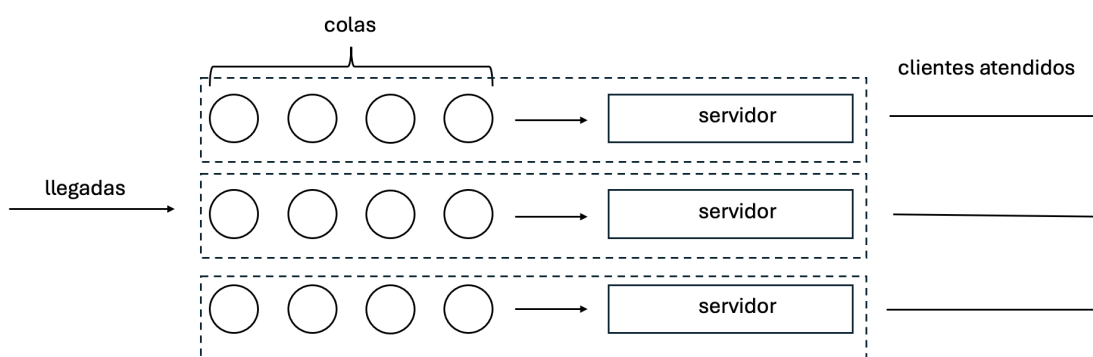 colas
clientes atendidos
servidor
llegadas
servidor
servidor